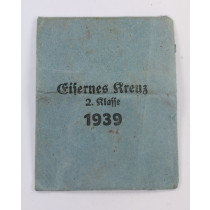 Eisernes Kreuz
2. Klasse
1939